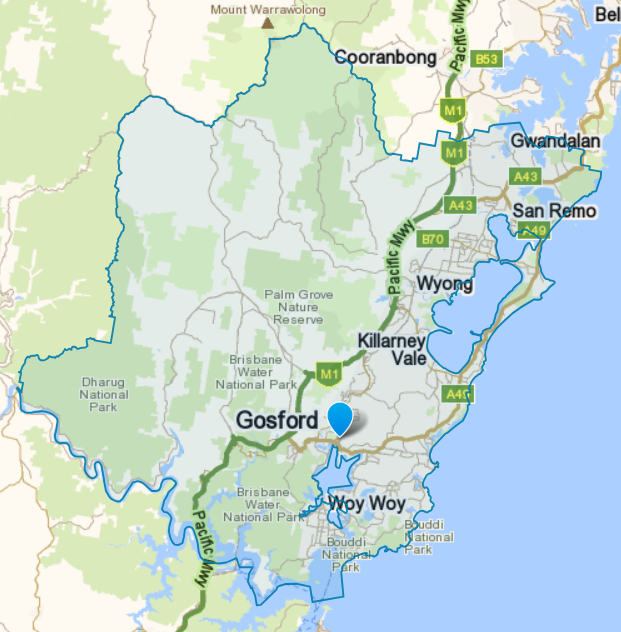 Mount Warrawolong
Bel
Cooranbong
Pacific Mwy
B53
M1
M1
Gwandalan
A43
A43
San Remo
A49
B70
Pacific Mwy
Wyong
Palm Grove
Nature
Reserve
Killarney
Vale
Brisbane
Water
National Park
M1
Dharug
National
Park
A49
Gosford
Brisbane
Water
National Park
Woy Woy
Pacific Mwy
Bouddi
National
Park
Bouddi
National
Park